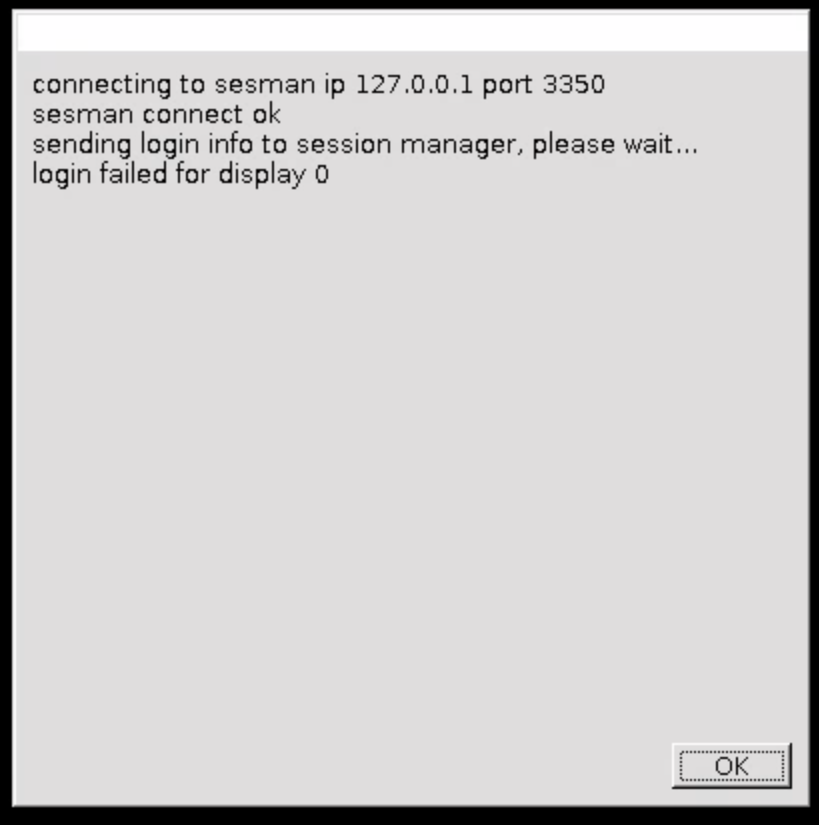 connecting to sesman ip 127.0.0.1 port 3350
sesman connect ok
sending login info to session manager, please wait...
login failed for display 0
OK